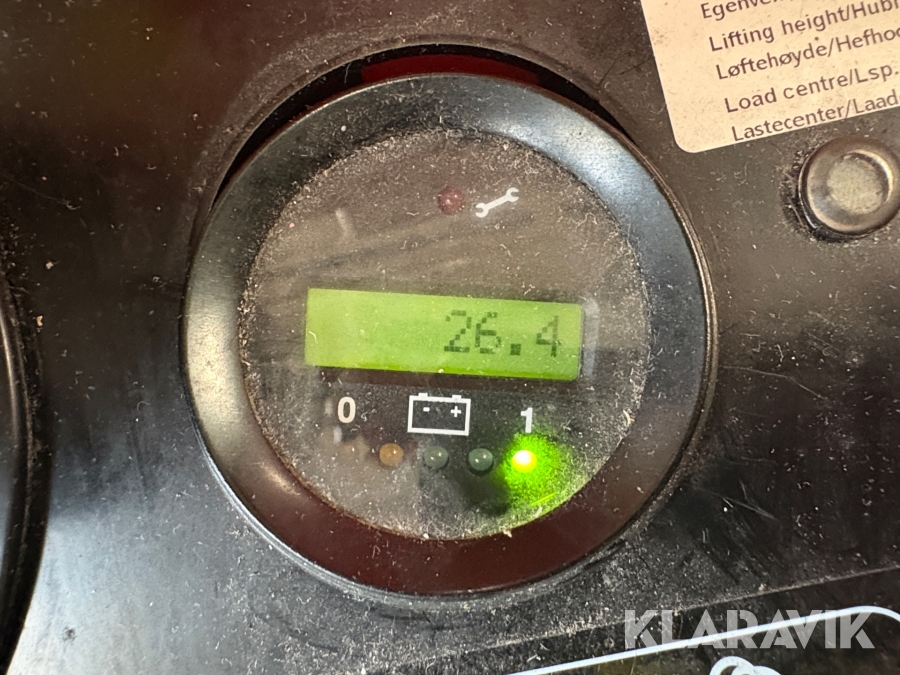 Lifting height/Hub
Løftehøyde/Hefhoo
Load centre/Lsp.
Lastecenter/Laad
26.4
0 - + 1
KLARAVIK